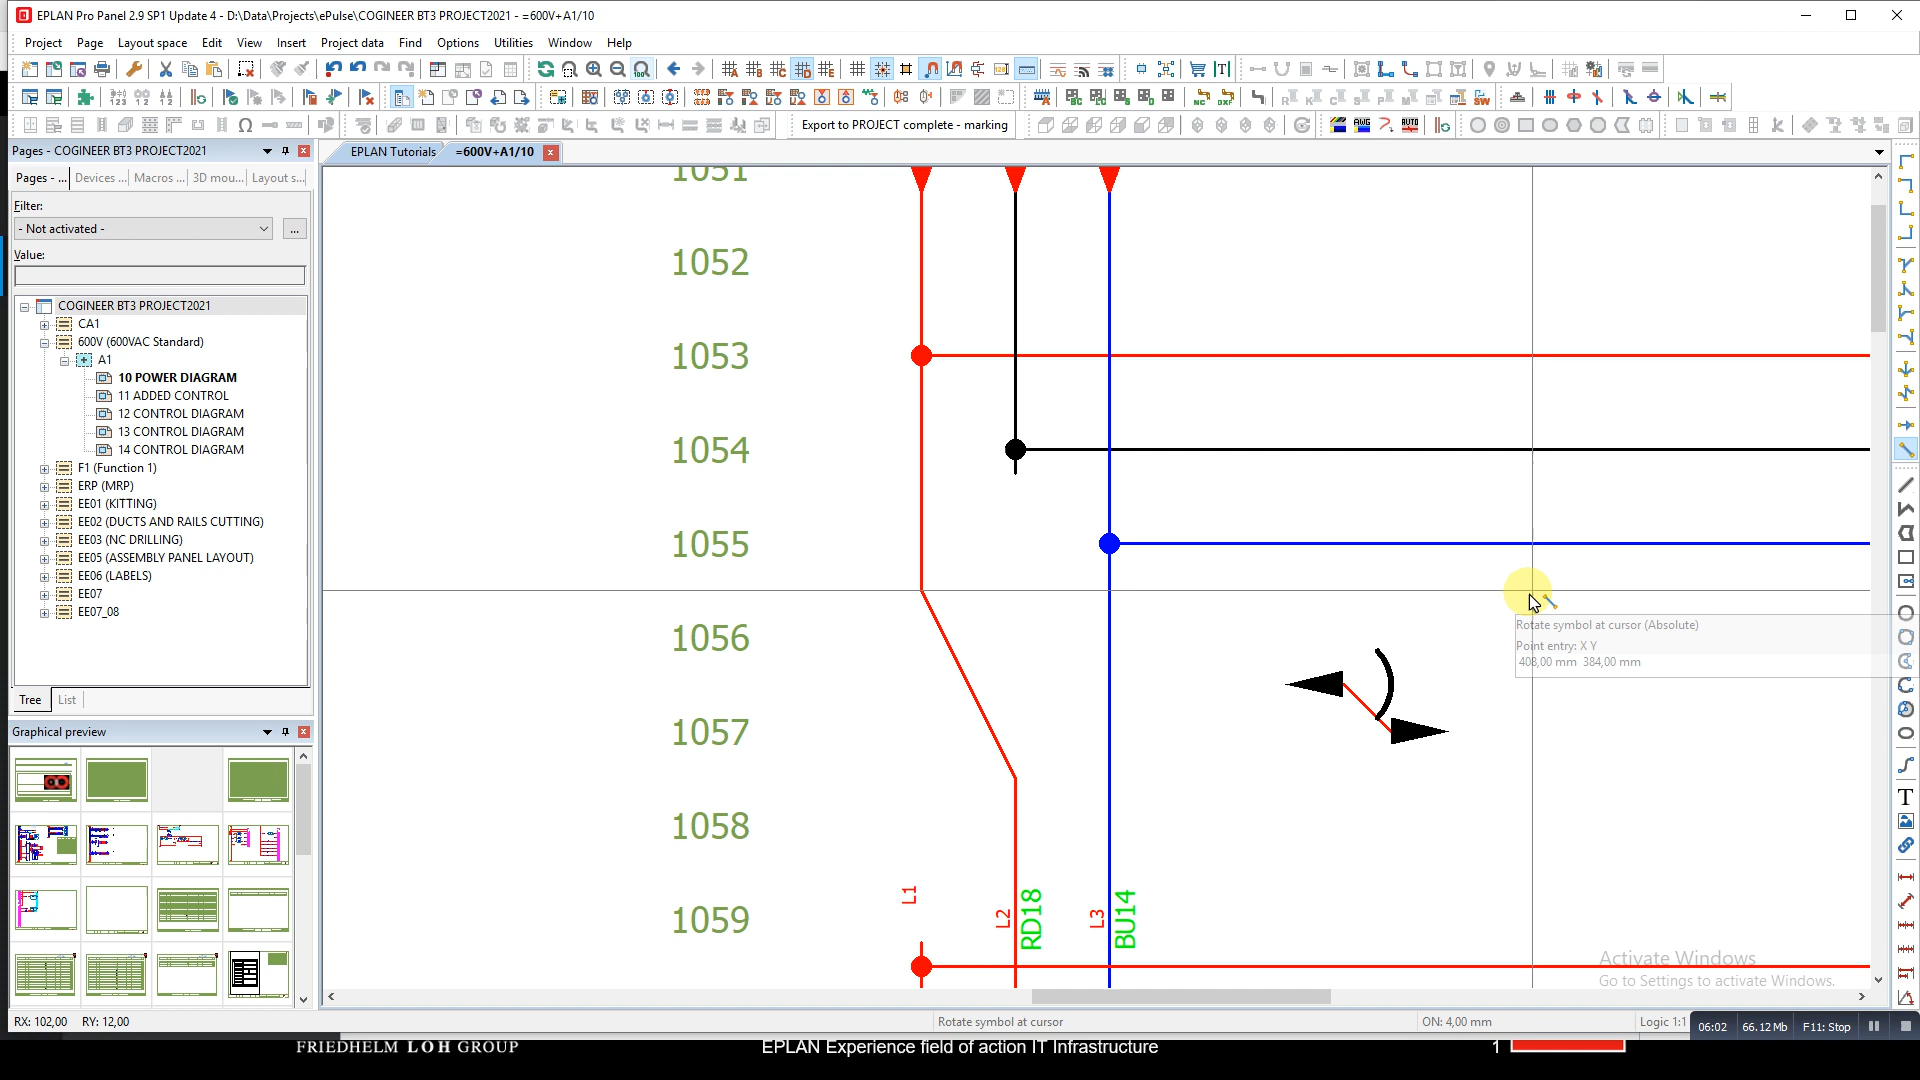 EPLAN Pro Panel 2.9 SP1 Update 4 - D:\Data\Projects\ePulse\COGINEER BT3 PROJECT2021 - =600V+A1/10
Project Page Layout space Edit View Insert Project data Find Options Utilities Window Help
Export to PROJECT complete - marking
Pages - COGINEER BT3 PROJECT2021
EPLAN Tutorials =600V+A1/10
Pages - ... Devices ... Macros ... 3D mou... Layout s...
Filter:
- Not activated -
...
Value:
COGINEER BT3 PROJECT2021
CA1
600V (600VAC Standard)
A1
10 POWER DIAGRAM
11 ADDED CONTROL
12 CONTROL DIAGRAM
13 CONTROL DIAGRAM
14 CONTROL DIAGRAM
F1 (Function 1)
ERP (MRP)
EE01 (KITTING)
EE02 (DUCTS AND RAILS CUTTING)
EE03 (NC DRILLING)
EE05 (ASSEMBLY PANEL LAYOUT)
EE06 (LABELS)
EE07
EE07_08
Tree List
Graphical preview
1051
1052
1053
1054
1055
1056
1057
1058
1059
L1
L2
RD18
L3
BU14
Rotate symbol at cursor (Absolute)
Point entry: X Y
408,00 mm 384,00 mm
Activate Windows
Go to Settings to activate Windows.
RX: 102,00 RY: 12,00
Rotate symbol at cursor
ON: 4,00 mm
Logic 1:1
06:02 66.12 Mb F11: Stop
FRIEDHELM LOH GROUP
EPLAN Experience field of action IT Infrastructure
1